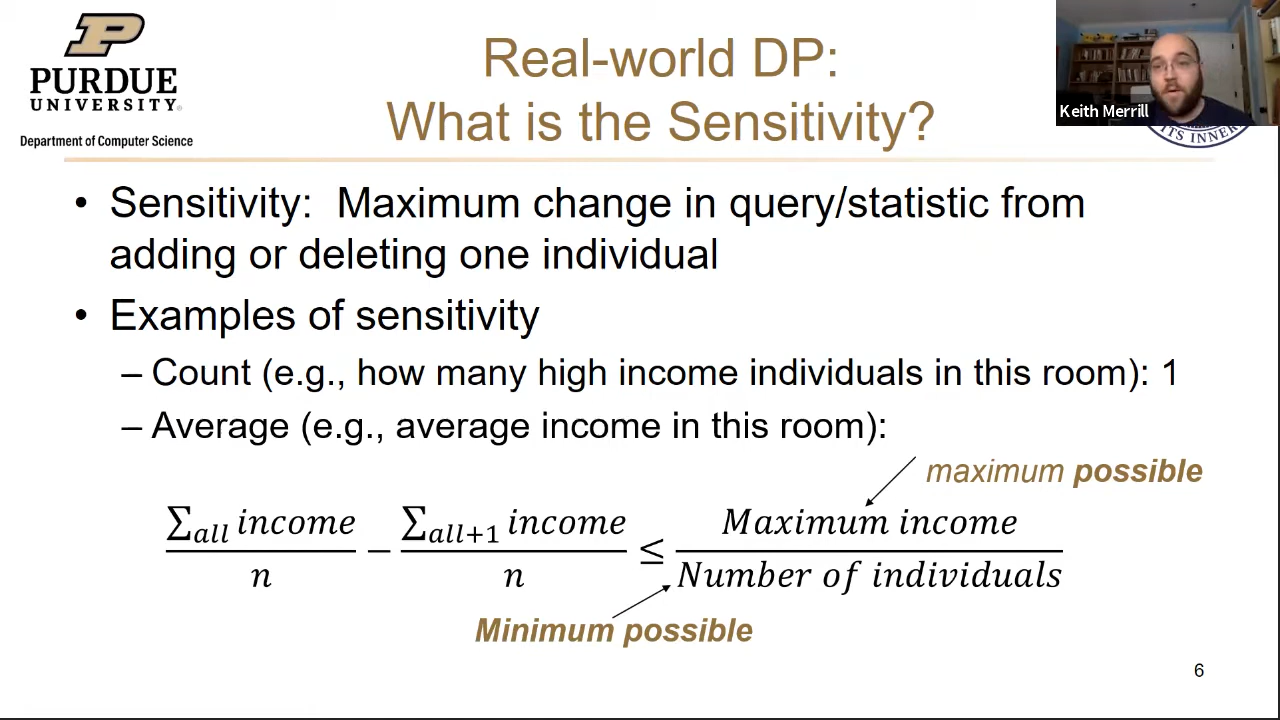 PURDUE
UNIVERSITY®
Department of Computer Science
Real-world DP:
What is the Sensitivity?
Keith Merrill
ITS INNER
• Sensitivity: Maximum change in query/statistic from
adding or deleting one individual
• Examples of sensitivity
– Count (e.g., how many high income individuals in this room): 1
– Average (e.g., average income in this room):
maximum possible
∑all income / n − ∑all+1 income / n ≤ Maximum income / Number of individuals
Minimum possible
6